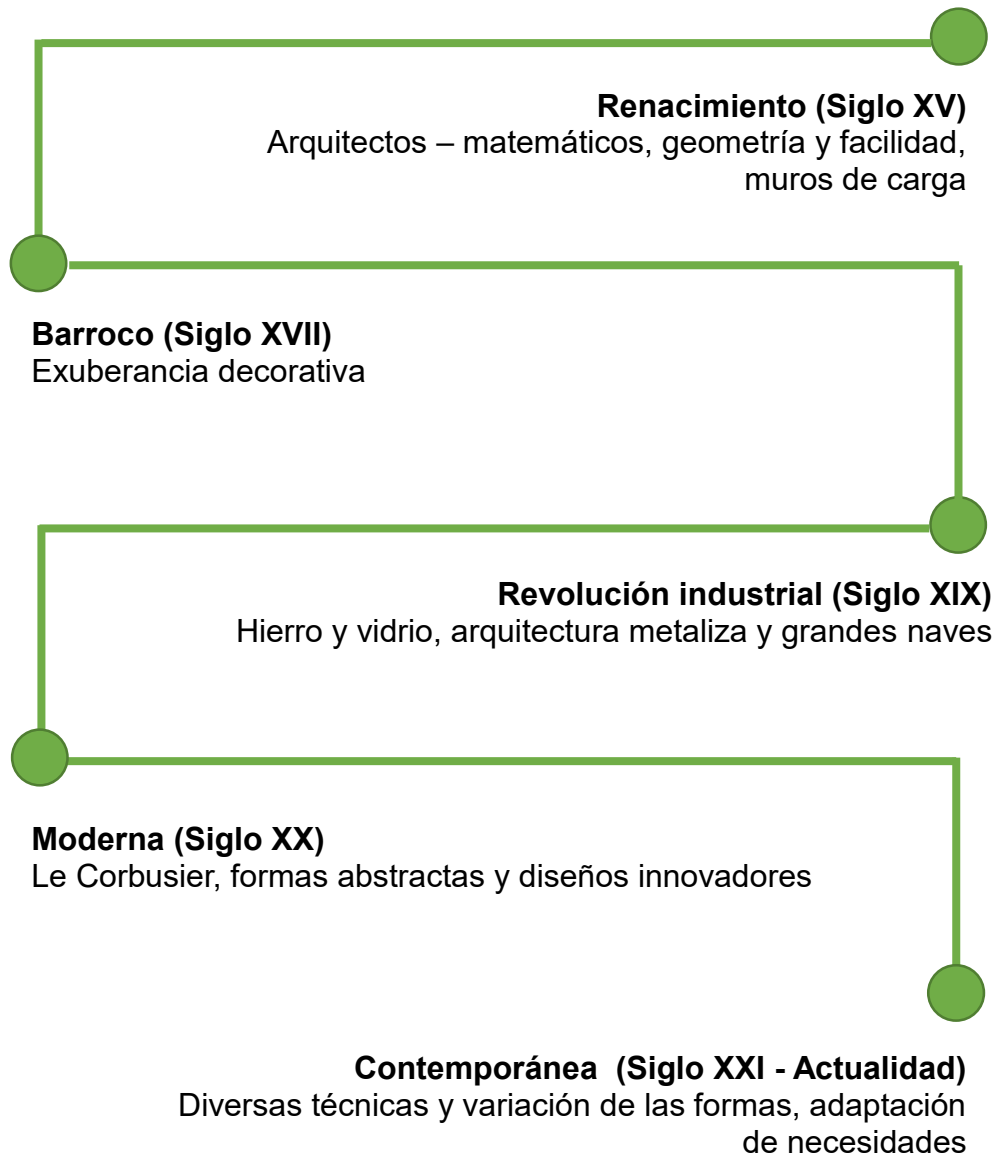 Renacimiento (Siglo XV)
Arquitectos – matemáticos, geometría y facilidad,
muros de carga
Barroco (Siglo XVII)
Exuberancia decorativa
Revolución industrial (Siglo XIX)
Hierro y vidrio, arquitectura metaliza y grandes naves
Moderna (Siglo XX)
Le Corbusier, formas abstractas y diseños innovadores
Contemporánea  (Siglo XXI - Actualidad)
Diversas técnicas y variación de las formas, adaptación
de necesidades